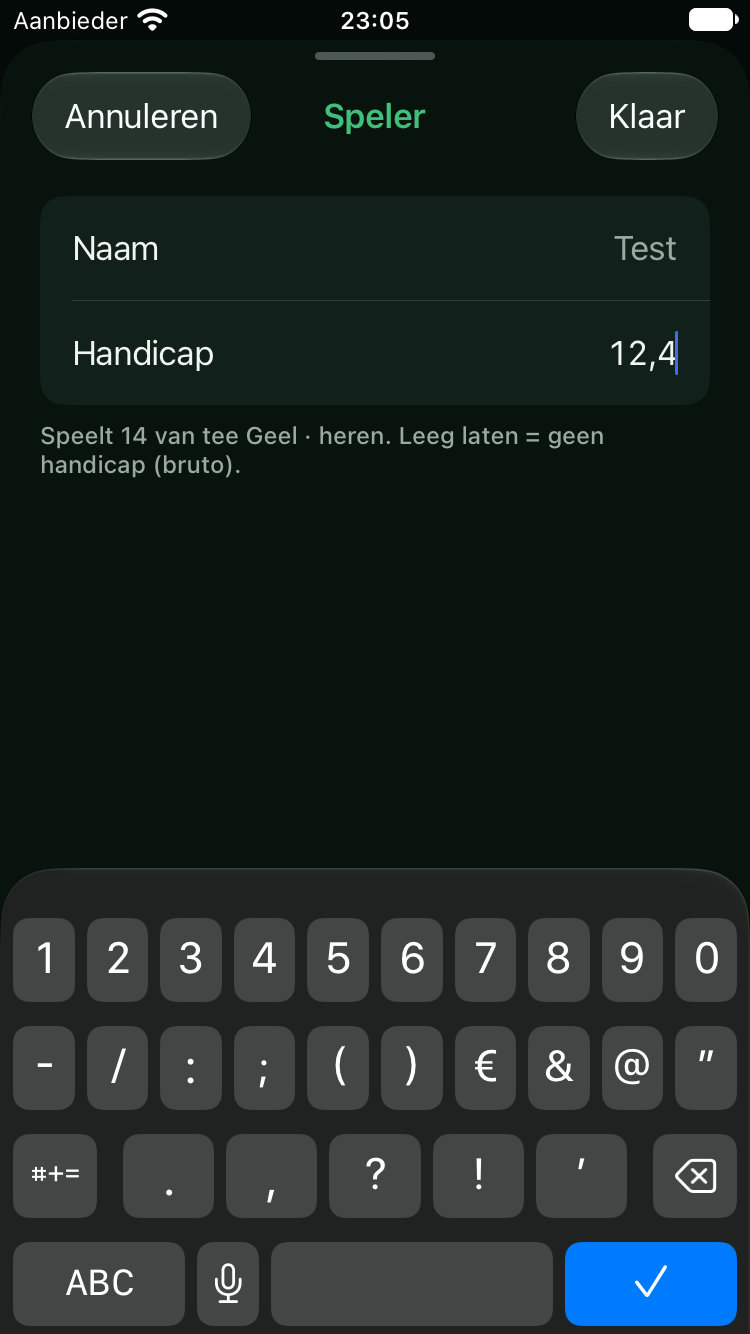 Aanbieder 23:05
Annuleren Speler Klaar
Naam Test
Handicap 12,4
Speelt 14 van tee Geel · heren. Leeg laten = geen
handicap (bruto).
1 2 3 4 5 6 7 8 9 0
- / : ; ( ) € & @ "
#+= . , ? ! '
ABC